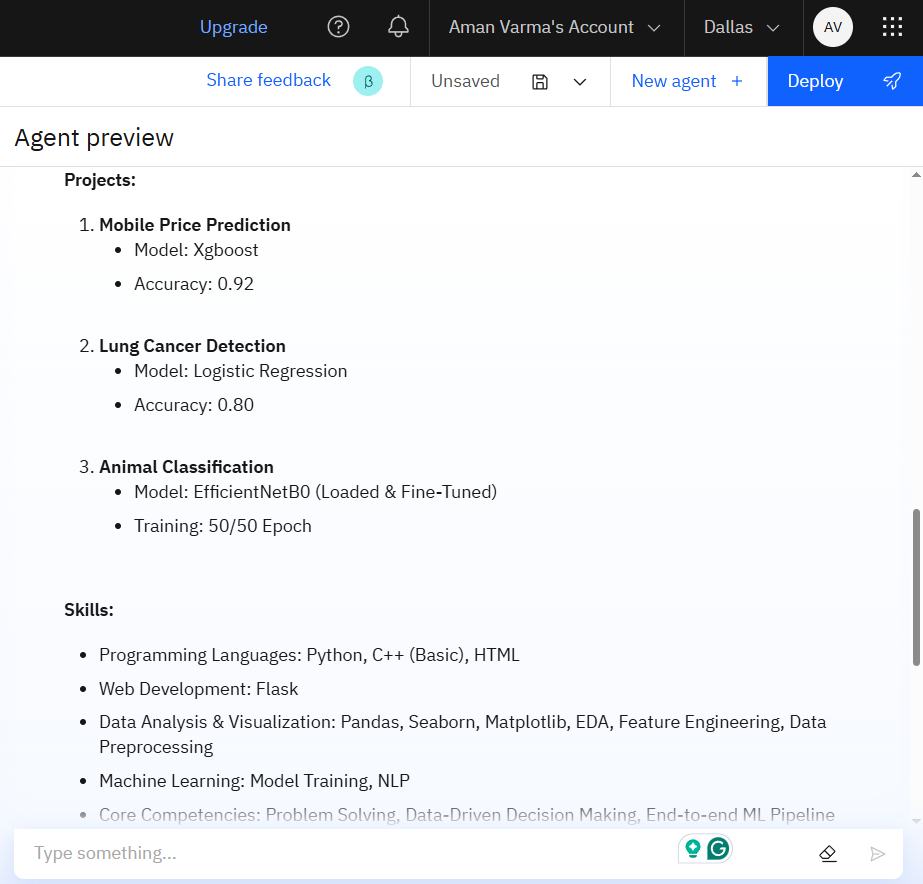 Upgrade
Aman Varma's Account
Dallas
AV
Share feedback
β
Unsaved
New agent +
Deploy
Agent preview
Projects:
1. Mobile Price Prediction
• Model: Xgboost
• Accuracy: 0.92
2. Lung Cancer Detection
• Model: Logistic Regression
• Accuracy: 0.80
3. Animal Classification
• Model: EfficientNetB0 (Loaded & Fine-Tuned)
• Training: 50/50 Epoch
Skills:
• Programming Languages: Python, C++ (Basic), HTML
• Web Development: Flask
• Data Analysis & Visualization: Pandas, Seaborn, Matplotlib, EDA, Feature Engineering, Data
Preprocessing
• Machine Learning: Model Training, NLP
• Core Competencies: Problem Solving, Data-Driven Decision Making, End-to-end ML Pipeline
Type something...